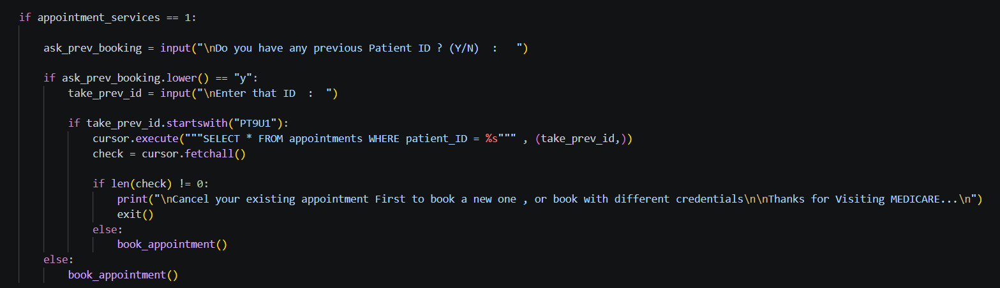 if appointment_services == 1:
ask_prev_booking = input("\nDo you have any previous Patient ID ? (Y/N)  :   ")
if ask_prev_booking.lower() == "y":
take_prev_id = input("\nEnter that ID  :  ")
if take_prev_id.startswith("PT9U1"):
cursor.execute("""SELECT * FROM appointments WHERE patient_ID = %s""" , (take_prev_id,))
check = cursor.fetchall()
if len(check) != 0:
print("\nCancel your existing appointment First to book a new one , or book with different credentials\n\nThanks for Visiting MEDICARE...\n")
exit()
else:
book_appointment()
else:
book_appointment()